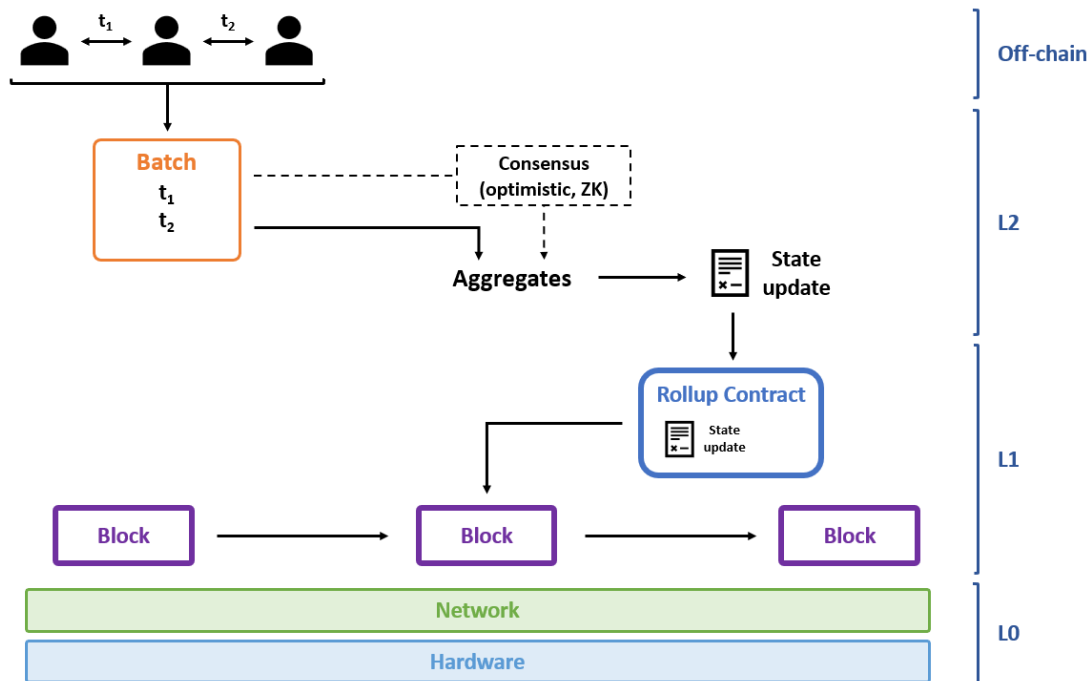 t₁
t₂
Off-chain
Batch
t₁
t₂
Consensus
(optimistic, ZK)
L2
Aggregates
State
update
Rollup Contract
State
update
L1
Block
Block
Block
Network
L0
Hardware